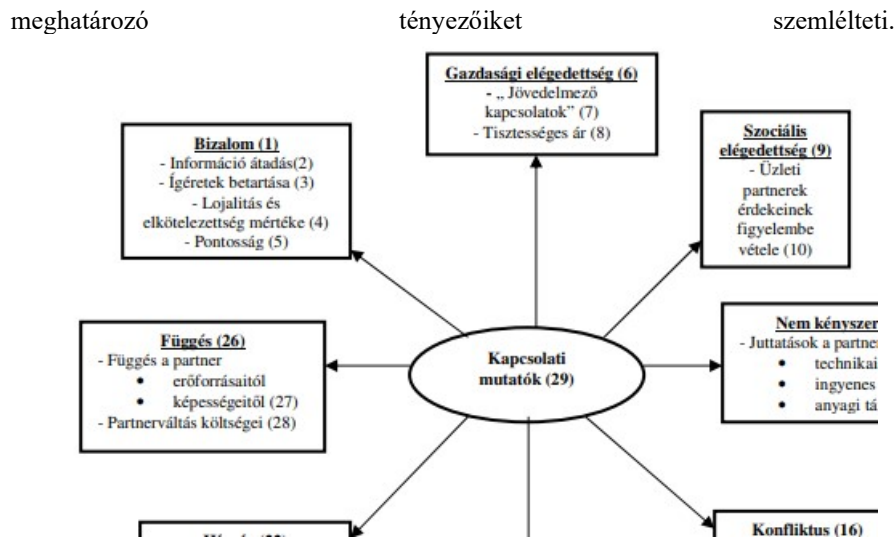 meghatározó tényezőiket szemlélteti.
Gazdasági elégedettség (6)
- „ Jövedelmező
kapcsolatok” (7)
- Tisztességes ár (8)
Bizalom (1)
- Információ átadás(2)
- Ígéretek betartása (3)
- Lojalitás és
elkötelezettség mértéke (4)
- Pontosság (5)
Szociális
elégedettség (9)
- Üzleti
partnerek
érdekeinek
figyelembe
vétele (10)
Függés (26)
- Függés a partner
• erőforrásaitól
• képességeitől (27)
- Partnerváltás költségei (28)
Kapcsolati
mutatók (29)
Nem kényszer
- Juttatások a partner
• technikai
• ingyenes
• anyagi
Konfliktus (16)